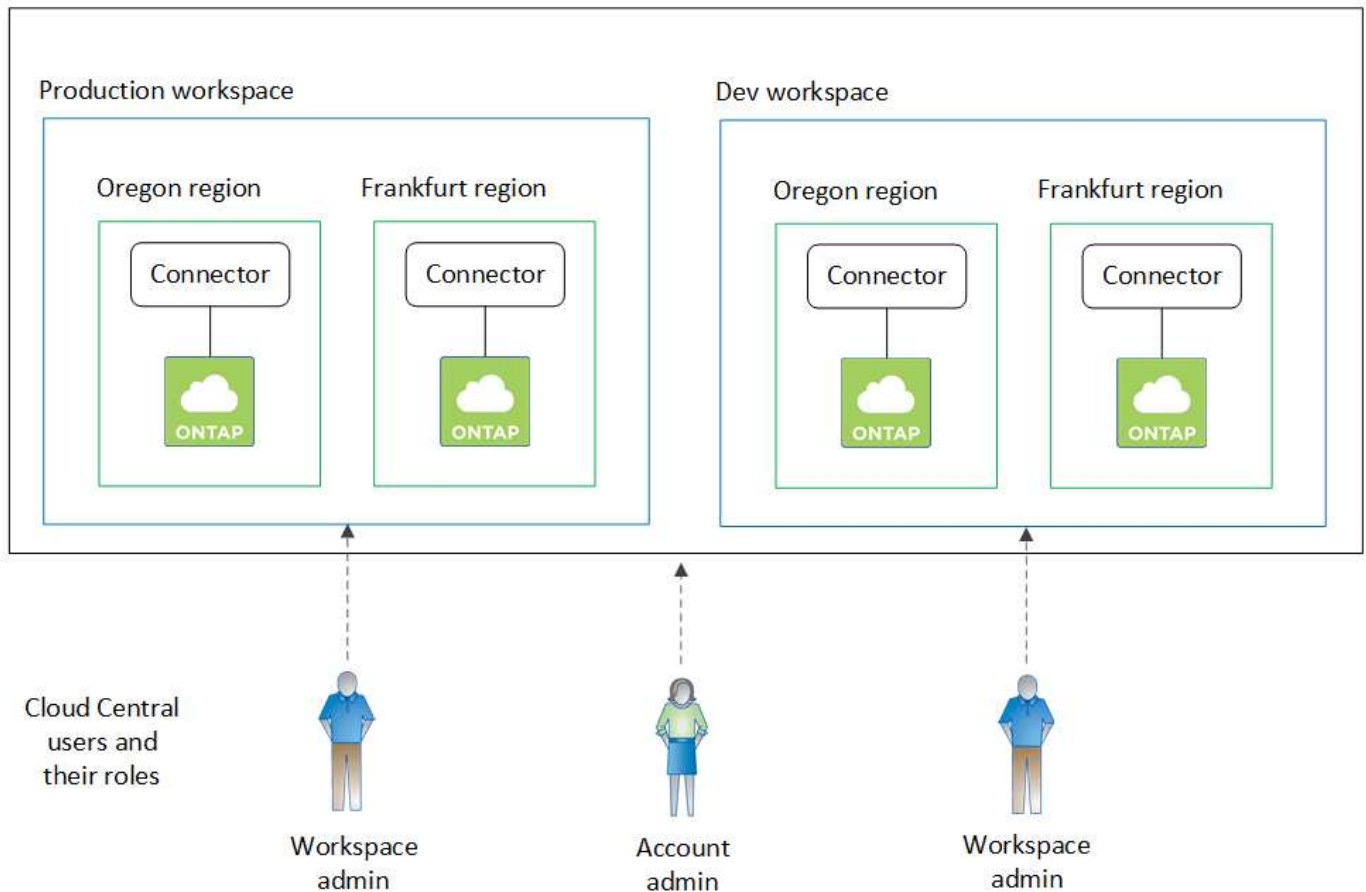 Production workspace
Dev workspace
Oregon region
Frankfurt region
Oregon region
Frankfurt region
Connector
Connector
Connector
Connector
ONTAP
ONTAP
ONTAP
ONTAP
Cloud Central
users and
their roles
Workspace
admin
Account
admin
Workspace
admin